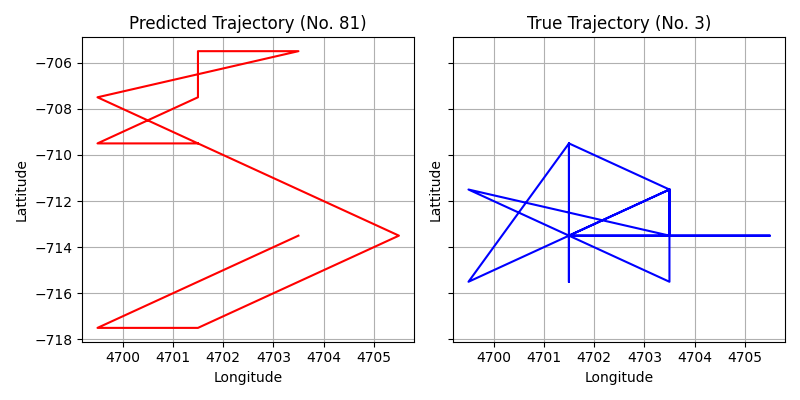 Predicted Trajectory (No. 81)
True Trajectory (No. 3)
Lattitude
−706
−708
−710
−712
−714
−716
−718
4700 4701 4702 4703 4704 4705
Longitude
Lattitude
4700 4701 4702 4703 4704 4705
Longitude